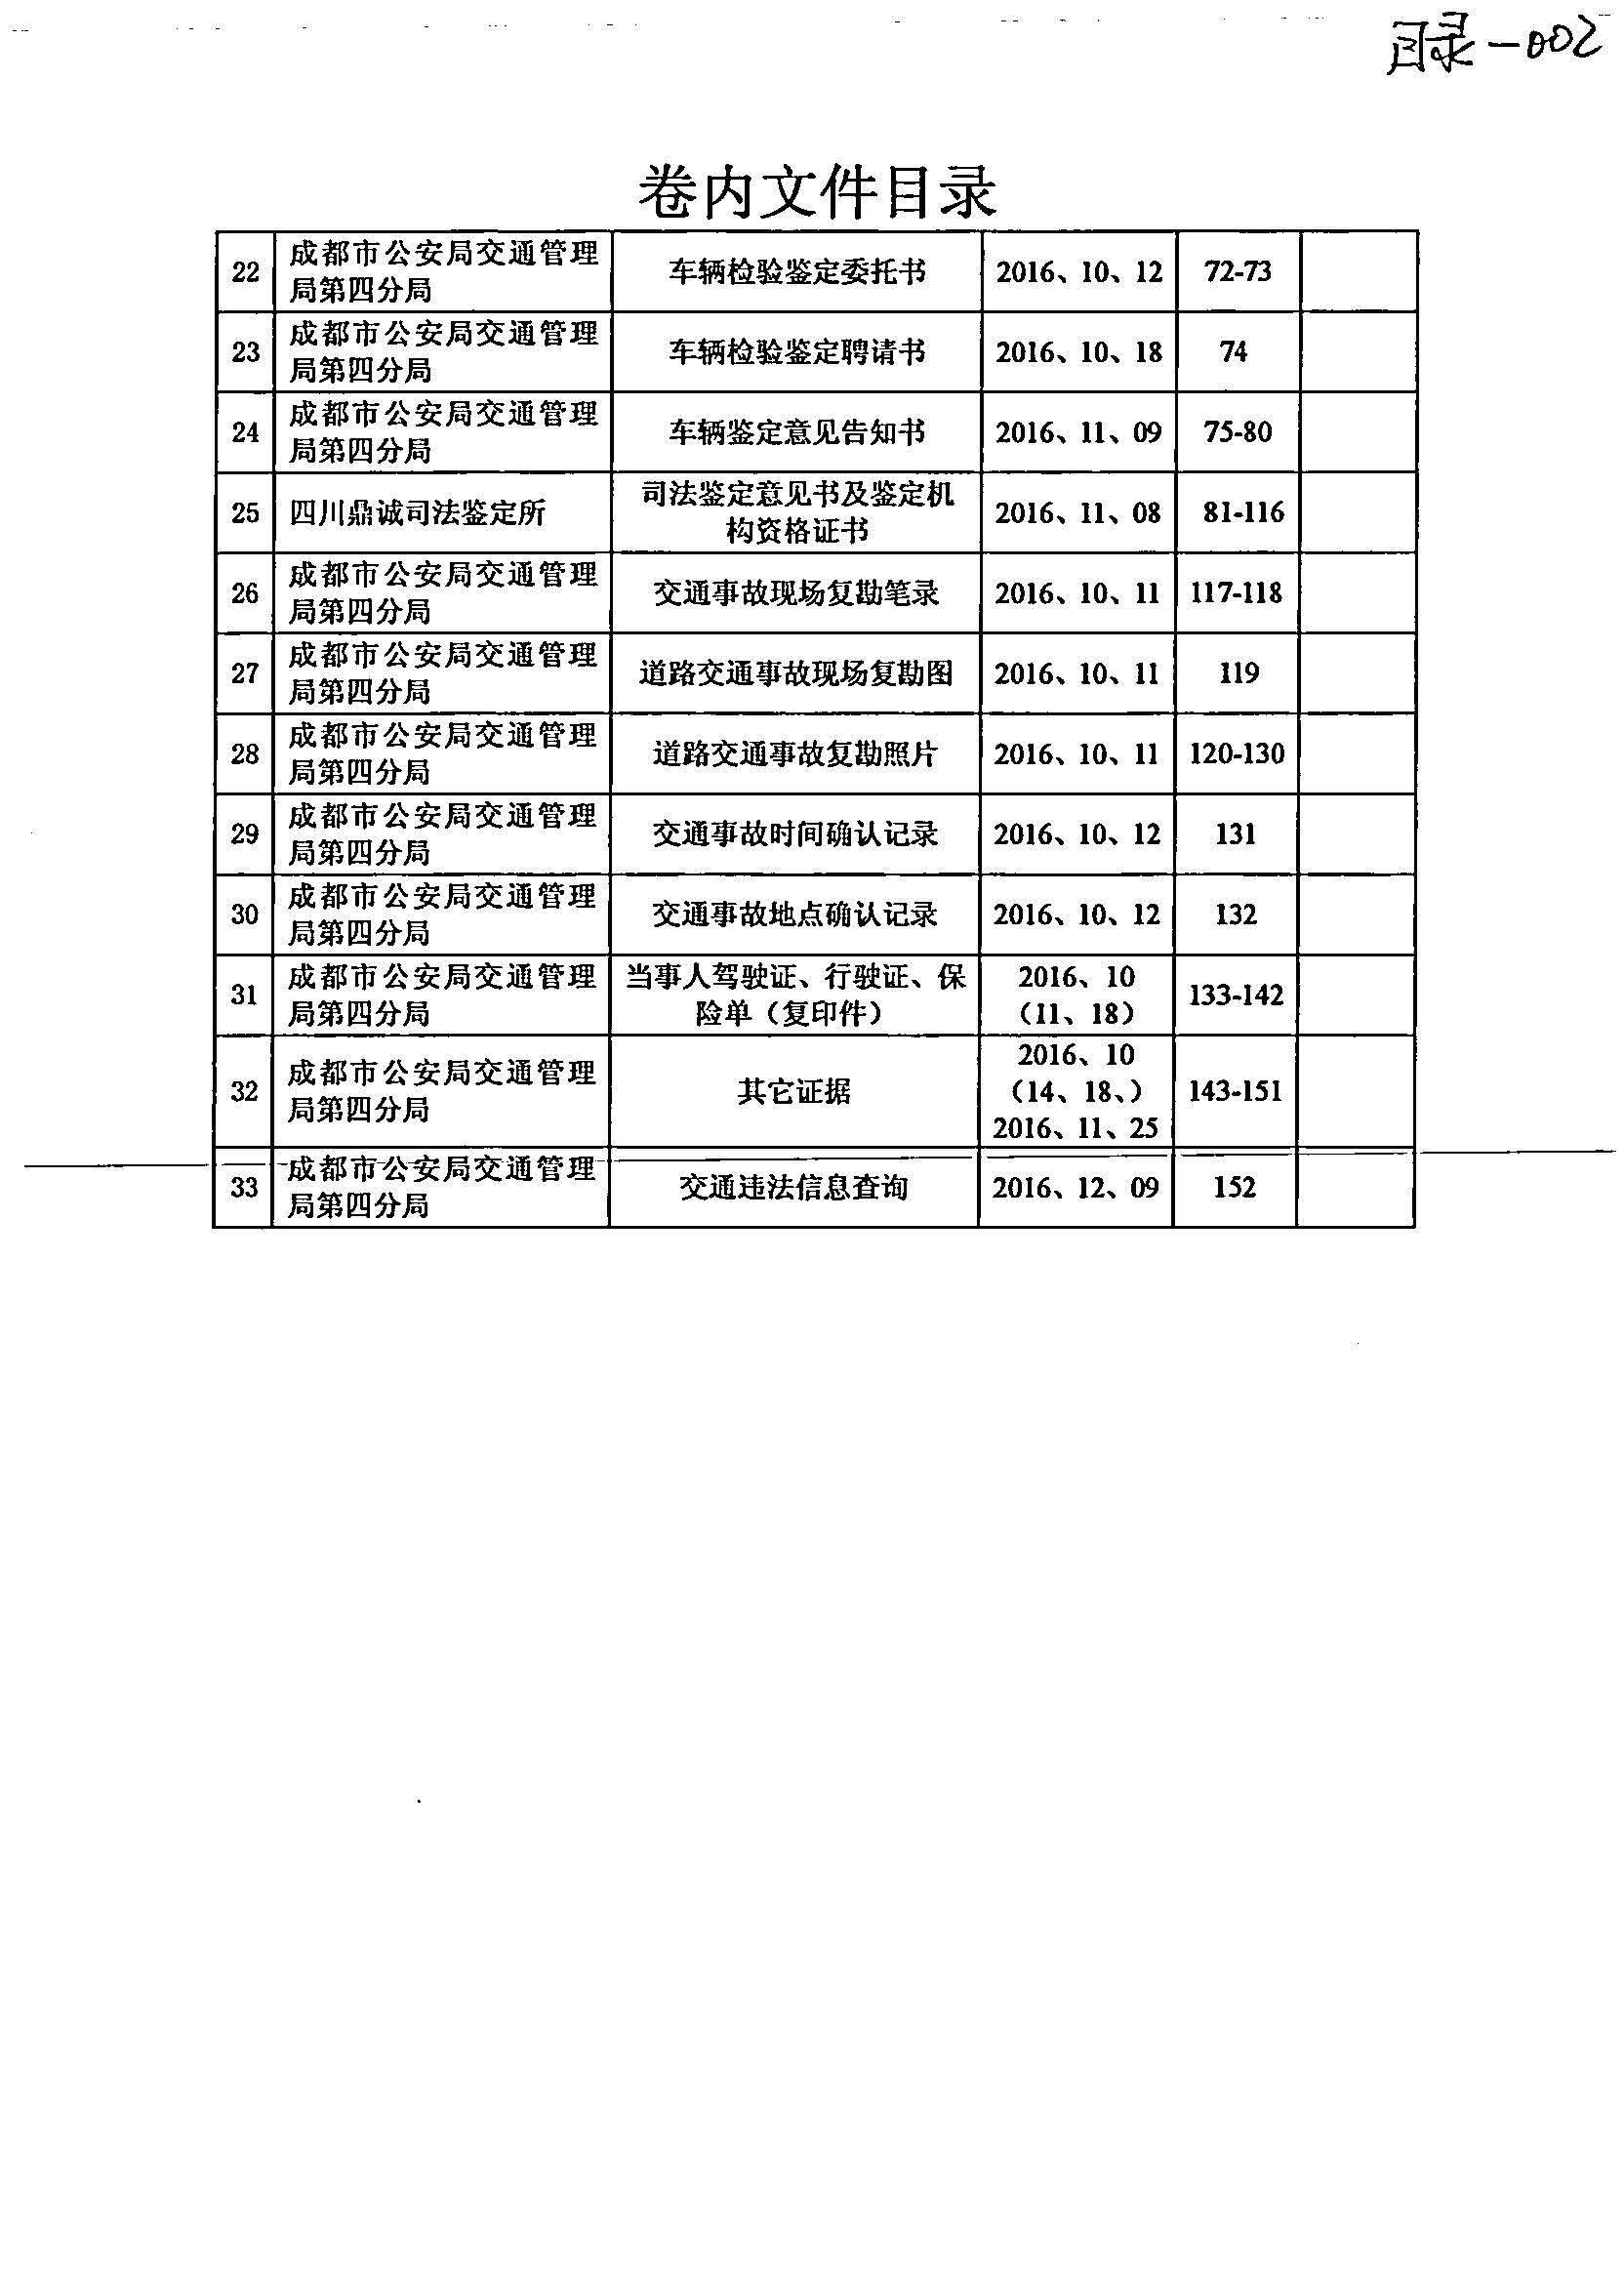 目录-002
卷内文件目录
22
成都市公安局交通管理
局第四分局
车辆检验鉴定委托书
2016、10、12
72-73
23
成都市公安局交通管理
局第四分局
车辆检验鉴定聘请书
2016、10、18
74
24
成都市公安局交通管理
局第四分局
车辆鉴定意见告知书
2016、11、09
75-80
25
四川鼎诚司法鉴定所
司法鉴定意见书及鉴定机
构资格证书
2016、11、08
81-116
26
成都市公安局交通管理
局第四分局
交通事故现场复勘笔录
2016、10、11
117-118
27
成都市公安局交通管理
局第四分局
道路交通事故现场复勘图
2016、10、11
119
28
成都市公安局交通管理
局第四分局
道路交通事故复勘照片
2016、10、11
120-130
29
成都市公安局交通管理
局第四分局
交通事故时间确认记录
2016、10、12
131
30
成都市公安局交通管理
局第四分局
交通事故地点确认记录
2016、10、12
132
31
成都市公安局交通管理
局第四分局
当事人驾驶证、行驶证、保
险单（复印件）
2016、10
（11、18）
133-142
32
成都市公安局交通管理
局第四分局
其它证据
2016、10
（14、18、）
2016、11、25
143-151
33
成都市公安局交通管理
局第四分局
交通违法信息查询
2016、12、09
152